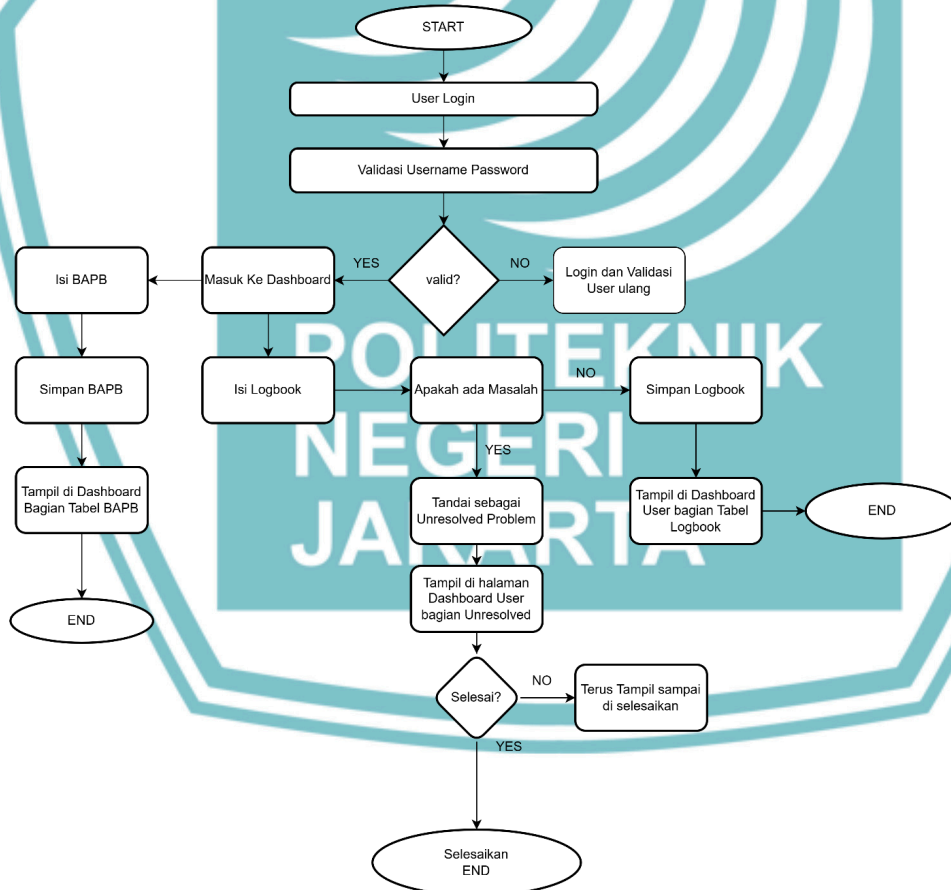 START
User Login
Validasi Username Password
valid?
YES
NO
Login dan Validasi
User ulang
Masuk Ke Dashboard
Isi BAPB
Simpan BAPB
Tampil di Dashboard
Bagian Tabel BAPB
END
Isi Logbook
Apakah ada Masalah
NO
Simpan Logbook
Tampil di Dashboard
User bagian Tabel
Logbook
END
YES
Tandai sebagai
Unresolved Problem
Tampil di halaman
Dashboard User
bagian Unresolved
Selesai?
NO
Terus Tampil sampai
di selesaikan
YES
Selesaikan
END
POLITEKNIK
NEGERI
JAKARTA